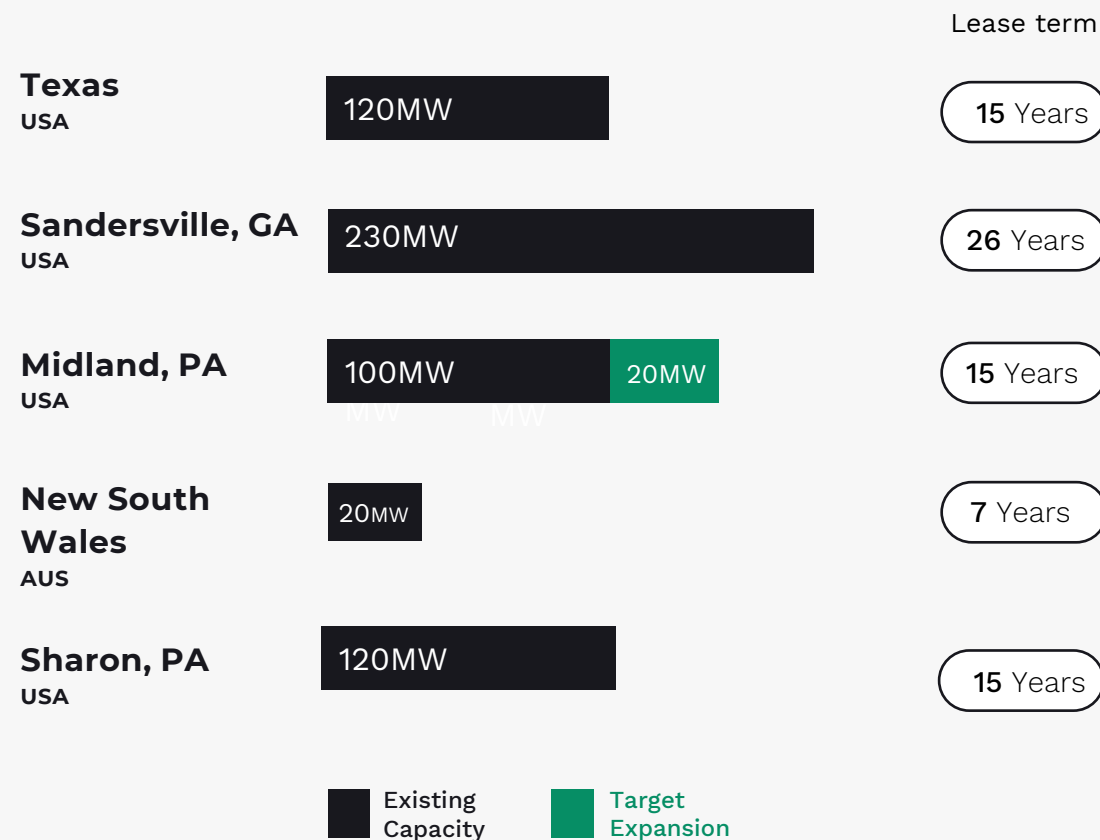 Lease term
Texas
USA
120MW
15 Years
Sandersville, GA
USA
230MW
26 Years
Midland, PA
USA
100MW
20MW
MW
MW
15 Years
New South
Wales
AUS
20MW
7 Years
Sharon, PA
USA
120MW
15 Years
Existing
Capacity
Target
Expansion